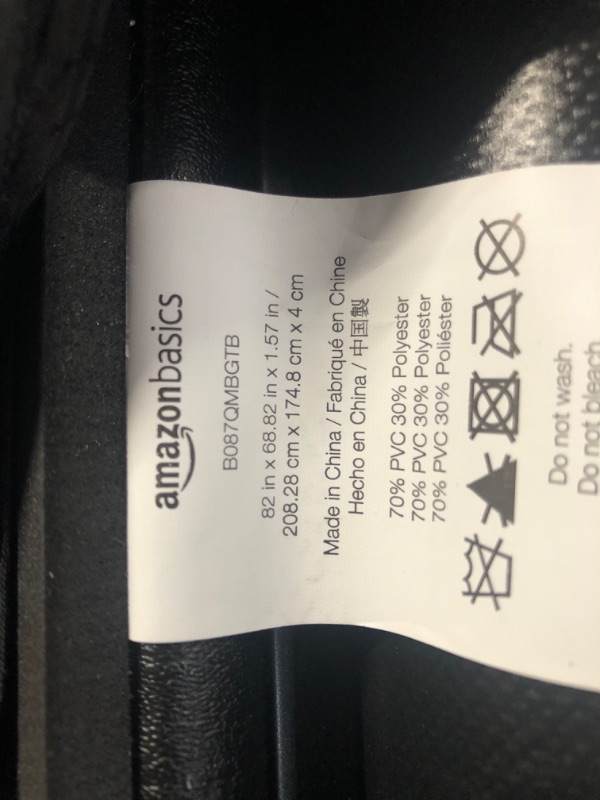 amazonbasics
B087QMBGTB
82 in x 68.82 in x 1.57 in /
208.28 cm x 174.8 cm x 4 cm
Made in China / Fabriqué en Chine
Hecho en China / 中国製
70% PVC 30% Polyester
70% PVC 30% Polyester
70% PVC 30% Poliéster
Do not wash.
Do not bleach